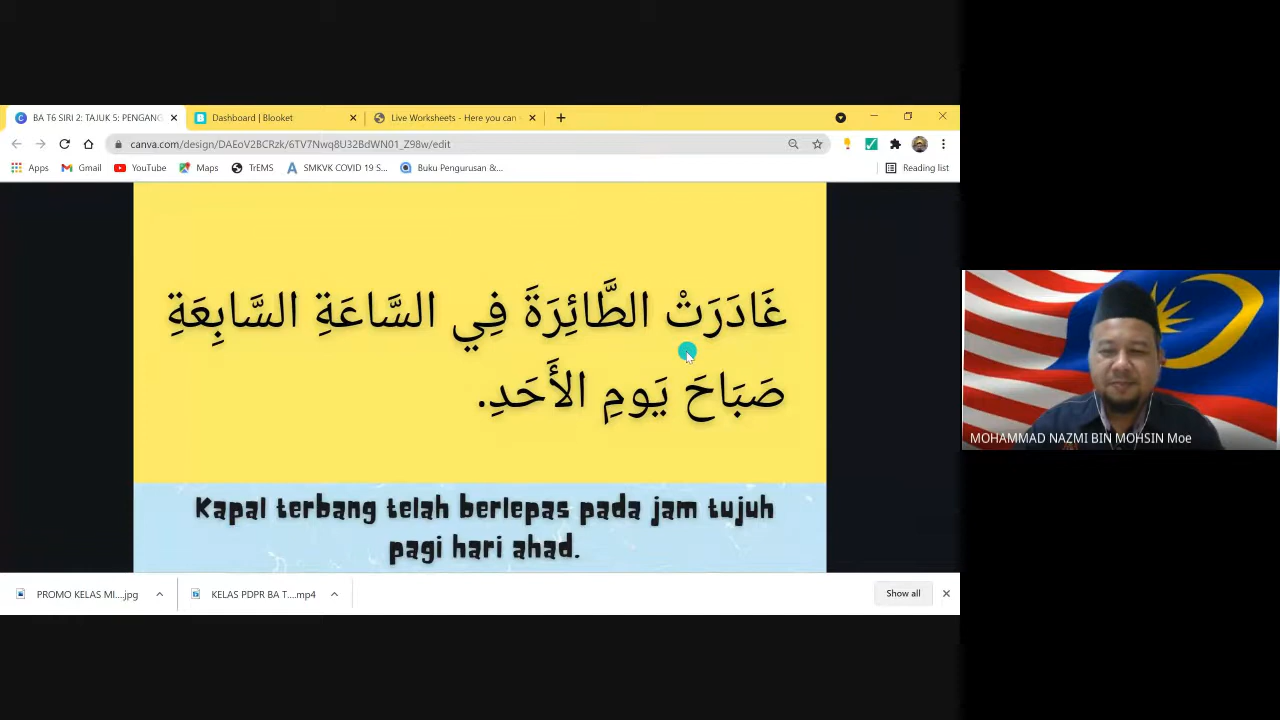 BA T6 SIRI 2: TAJUK 5: PENGANG
Dashboard | Blooket
Live Worksheets - Here you can
canva.com/design/DAEoV2BCRzk/6TV7Nwq8U32BdWN01_Z98w/edit
Apps Gmail YouTube Maps TrEMS SMKVK COVID 19 S... Buku Pengurusan &... Reading list
غَادَرَتْ الطَّائِرَةَ فِي السَّاعَةِ السَّابِعَةِ
صَبَاحَ يَومِ الأَحَدِ.
Kapal terbang telah berlepas pada jam tujuh
pagi hari ahad.
MOHAMMAD NAZMI BIN MOHSIN Moe
PROMO KELAS MI....jpg
KELAS PDPR BA T....mp4
Show all